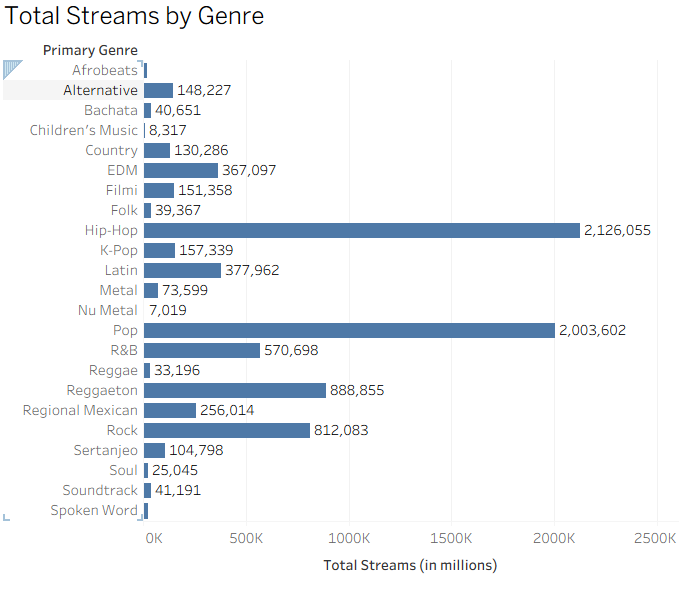 Total Streams by Genre
Primary Genre
Afrobeats
Alternative 148,227
Bachata 40,651
Children's Music 8,317
Country 130,286
EDM 367,097
Filmi 151,358
Folk 39,367
Hip-Hop 2,126,055
K-Pop 157,339
Latin 377,962
Metal 73,599
Nu Metal 7,019
Pop 2,003,602
R&B 570,698
Reggae 33,196
Reggaeton 888,855
Regional Mexican 256,014
Rock 812,083
Sertanjeo 104,798
Soul 25,045
Soundtrack 41,191
Spoken Word
0K 500K 1000K 1500K 2000K 2500K
Total Streams (in millions)